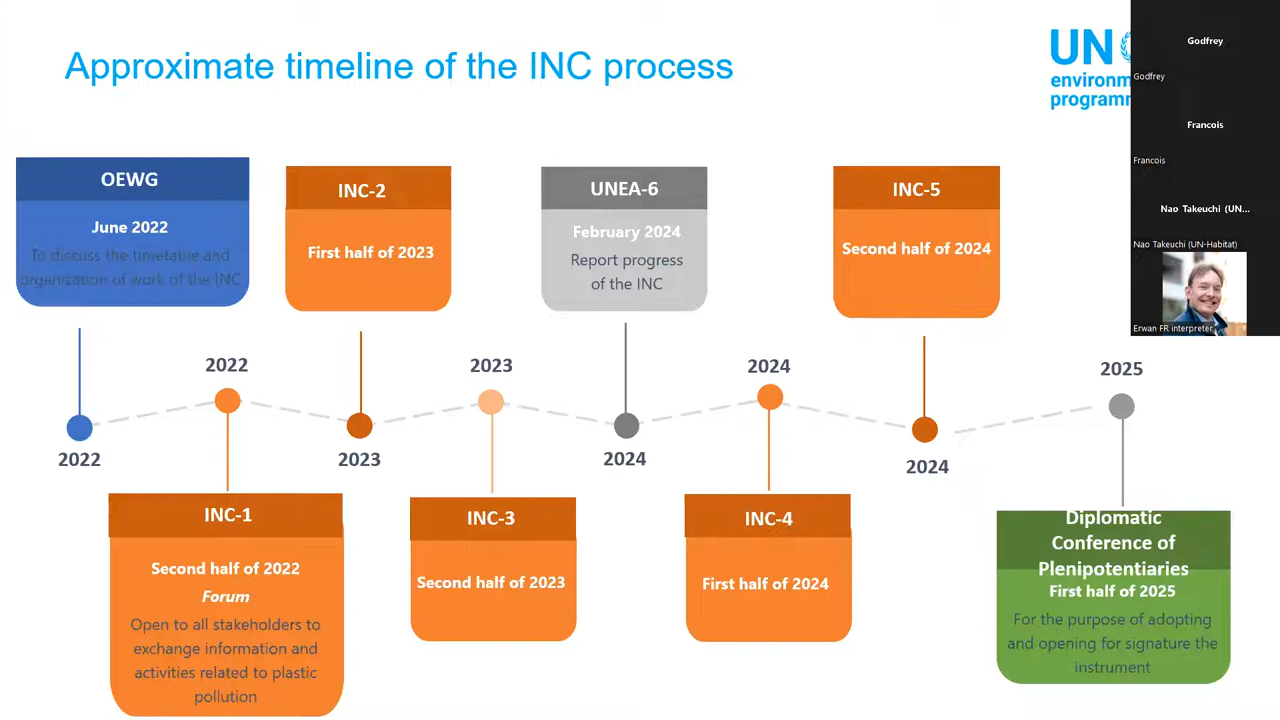 Approximate timeline of the INC process
UN
environm
programm
Godfrey
Godfrey
Francois
Francois
Nao Takeuchi (UN...
Nao Takeuchi (UN-Habitat)
Erwan FR interpreter
OEWG
June 2022
To discuss the timetable and
organization of work of the INC
INC-2
First half of 2023
UNEA-6
February 2024
Report progress
of the INC
INC-5
Second half of 2024
2022
2023
2024
2025
2022
2023
2024
2024
INC-1
Second half of 2022
Forum
Open to all stakeholders to
exchange information and
activities related to plastic
pollution
INC-3
Second half of 2023
INC-4
First half of 2024
Diplomatic
Conference of
Plenipotentiaries
First half of 2025
For the purpose of adopting
and opening for signature the
instrument